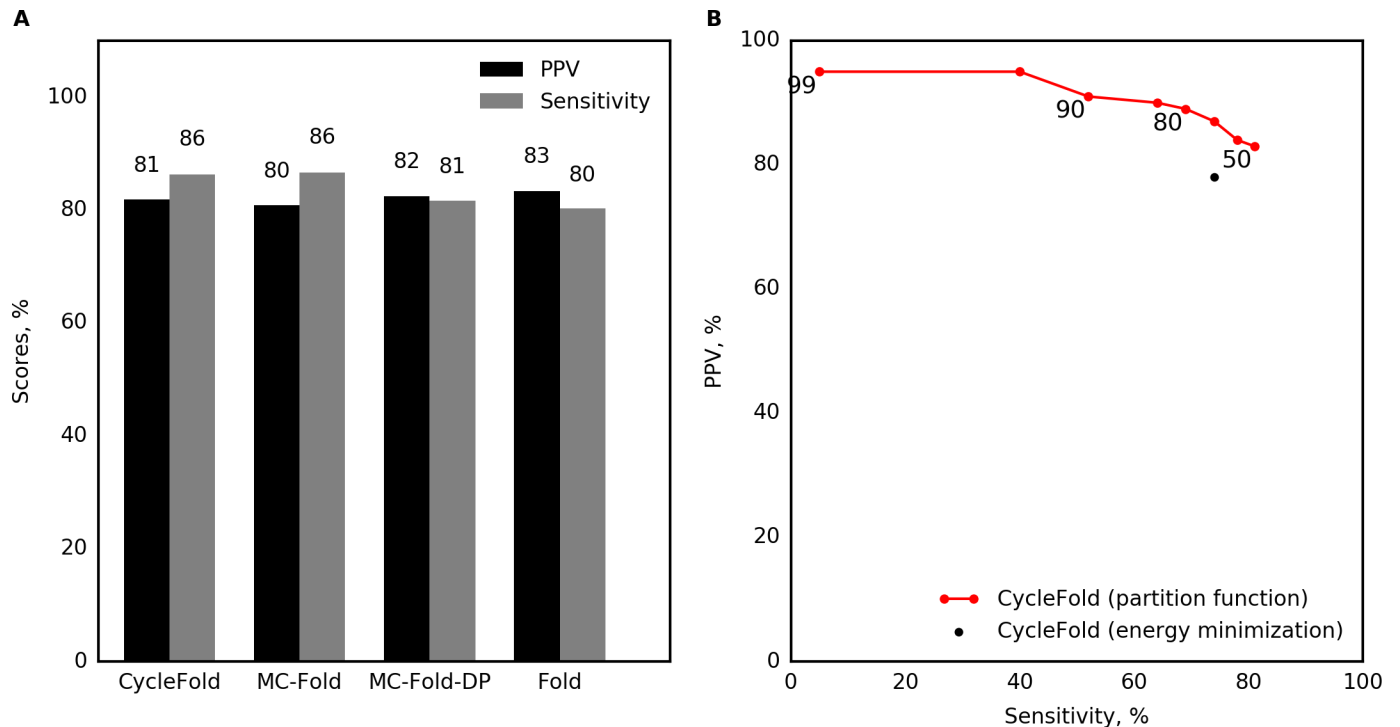 A
B
PPV
Sensitivity
81
86
80
86
82
81
83
80
100
80
60
40
20
0
Scores, %
CycleFold
MC-Fold
MC-Fold-DP
Fold
100
80
60
40
20
0
PPV, %
99
90
80
50
CycleFold (partition function)
CycleFold (energy minimization)
0
20
40
60
80
100
Sensitivity, %